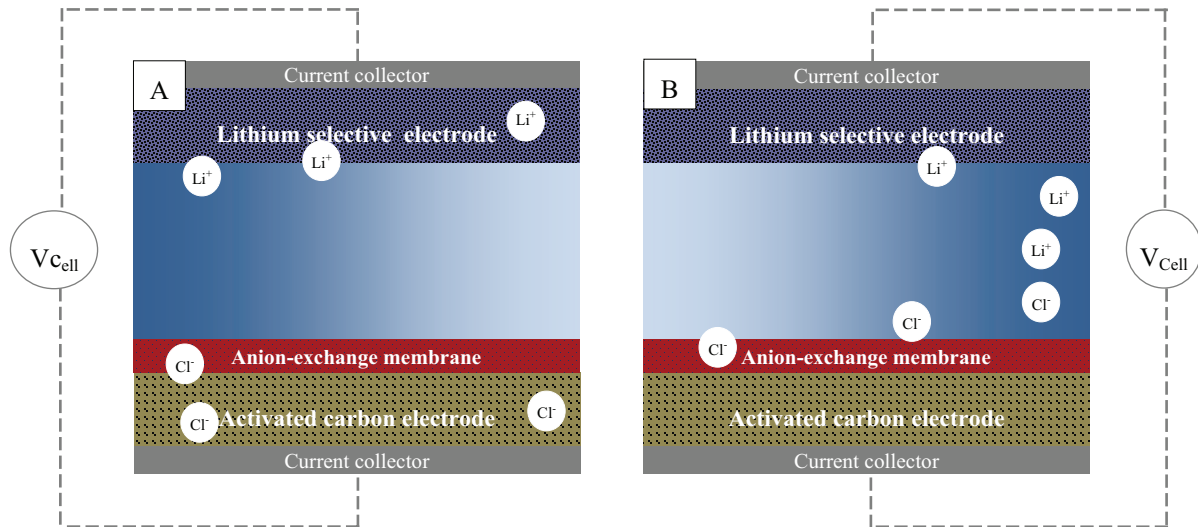 A
Current collector
Lithium selective electrode
Li⁺
Li⁺
Li⁺
Vcell
Cl⁻
Anion-exchange membrane
Cl⁻
Activated carbon electrode
Cl⁻
Current collector
B
Current collector
Lithium selective electrode
Li⁺
Li⁺
Li⁺
VCell
Cl⁻
Cl⁻
Cl⁻
Anion-exchange membrane
Activated carbon electrode
Current collector